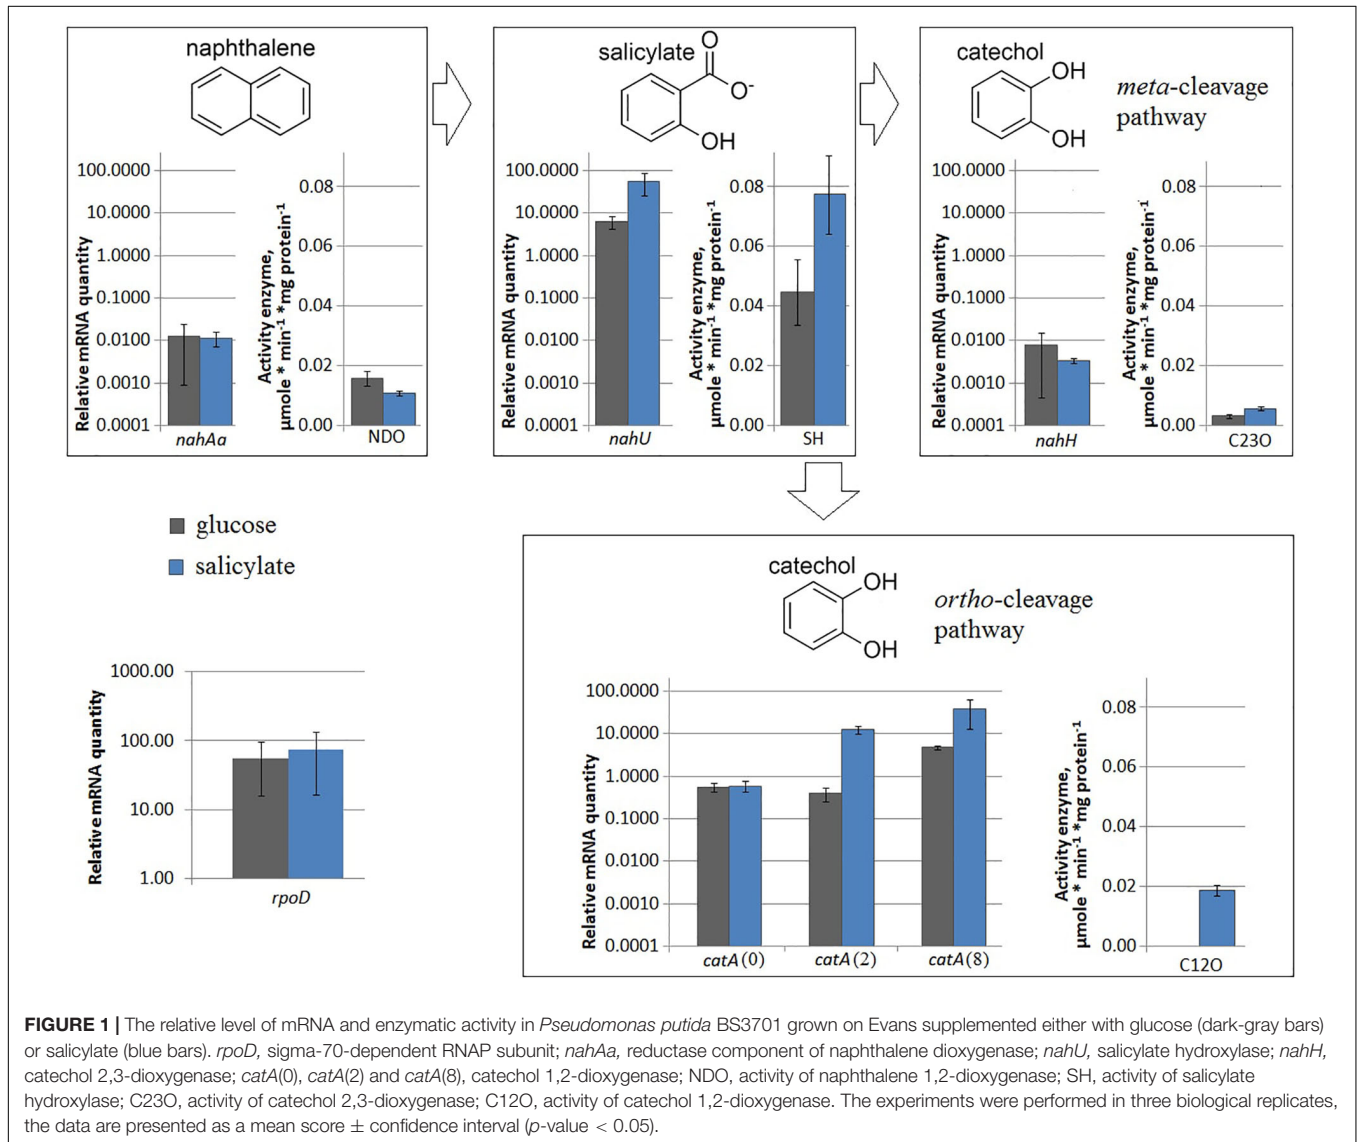 naphthalene
Relative mRNA quantity
100.0000
10.0000
1.0000
0.1000
0.0100
0.0010
0.0001
nahAa
Activity enzyme,
µmole * min-1 *mg protein-1
0.08
0.06
0.04
0.02
0.00
NDO
salicylate
O
O-
OH
Relative mRNA quantity
100.0000
10.0000
1.0000
0.1000
0.0100
0.0010
0.0001
nahU
Activity enzyme,
µmole * min-1 *mg protein-1
0.08
0.06
0.04
0.02
0.00
SH
catechol
OH
OH
meta-cleavage
pathway
Relative mRNA quantity
100.0000
10.0000
1.0000
0.1000
0.0100
0.0010
0.0001
nahH
Activity enzyme,
µmole * min-1 *mg protein-1
0.08
0.06
0.04
0.02
0.00
C23O
glucose
salicylate
Relative mRNA quantity
1000.00
100.00
10.00
1.00
rpoD
catechol
OH
OH
ortho-cleavage
pathway
Relative mRNA quantity
100.0000
10.0000
1.0000
0.1000
0.0100
0.0010
0.0001
catA(0) catA(2) catA(8)
Activity enzyme,
µmole * min-1 *mg protein-1
0.08
0.06
0.04
0.02
0.00
C12O
FIGURE 1 | The relative level of mRNA and enzymatic activity in Pseudomonas putida BS3701 grown on Evans supplemented either with glucose (dark-gray bars)
or salicylate (blue bars). rpoD, sigma-70-dependent RNAP subunit; nahAa, reductase component of naphthalene dioxygenase; nahU, salicylate hydroxylase; nahH,
catechol 2,3-dioxygenase; catA(0), catA(2) and catA(8), catechol 1,2-dioxygenase; NDO, activity of naphthalene 1,2-dioxygenase; SH, activity of salicylate
hydroxylase; C23O, activity of catechol 2,3-dioxygenase; C12O, activity of catechol 1,2-dioxygenase. The experiments were performed in three biological replicates,
the data are presented as a mean score ± confidence interval (p-value < 0.05).